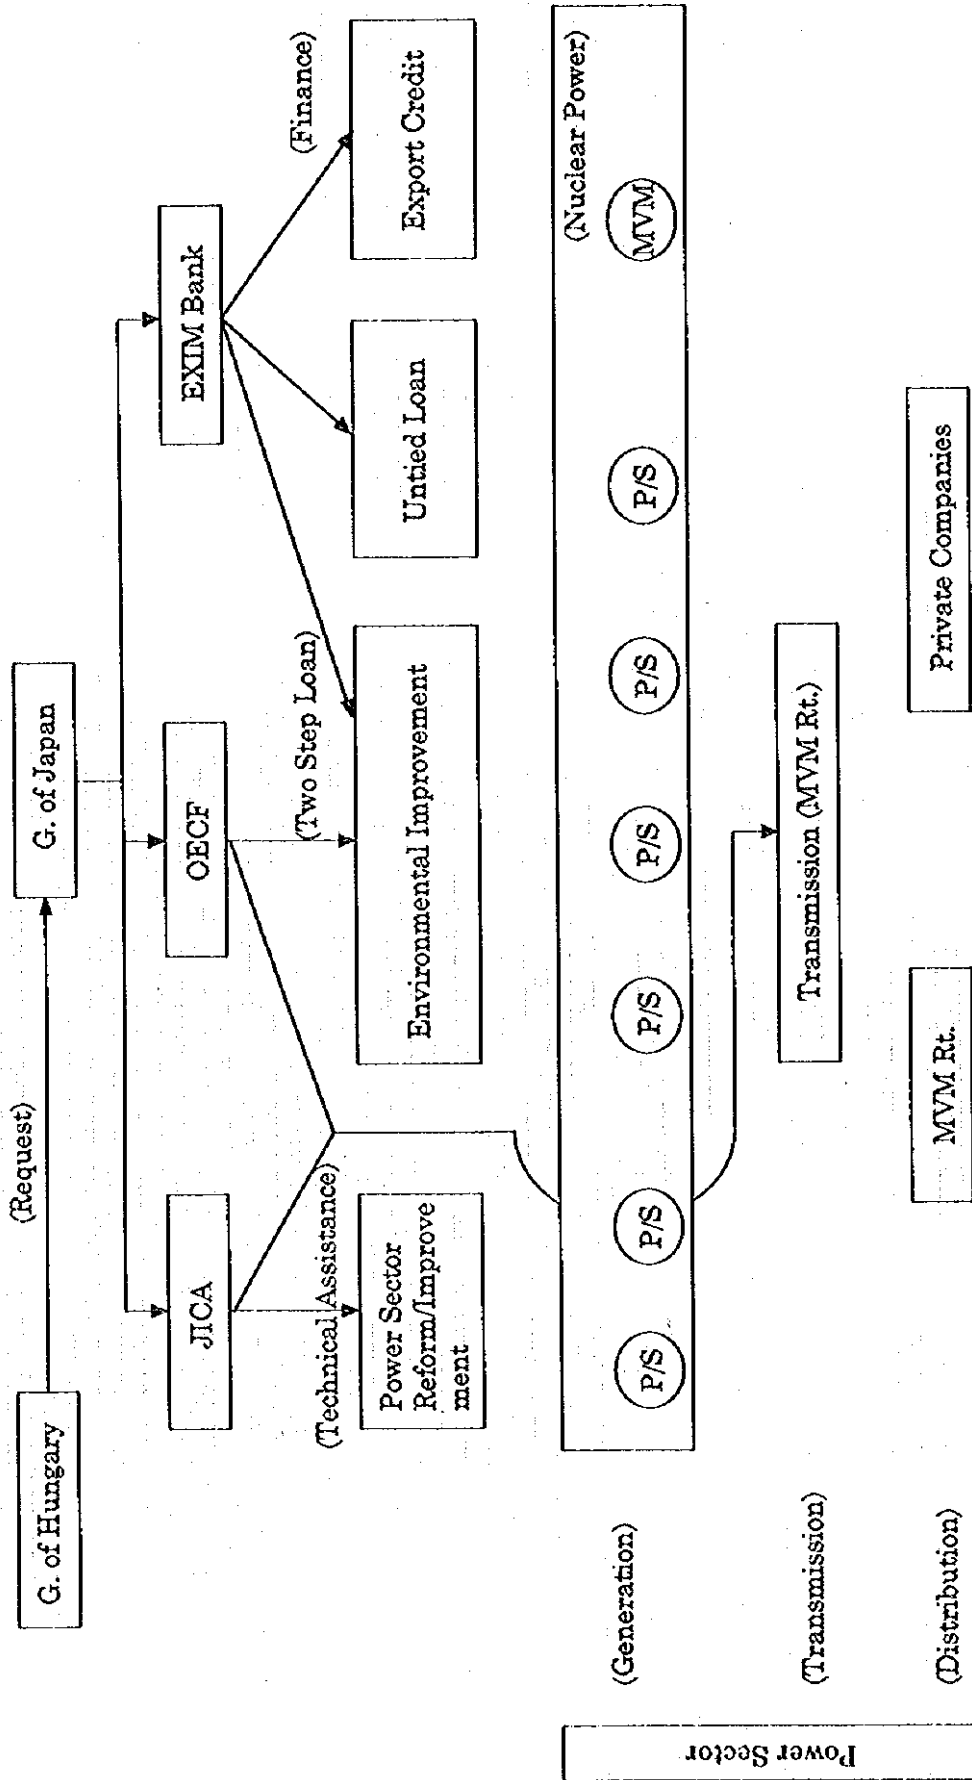 (Request)
G. of Hungary
G. of Japan
JICA
OECF
EXIM Bank
(Technical Assistance)
(Two Step Loan)
(Finance)
Power Sector
Reform/Improve
ment
Environmental Improvement
Untied Loan
Export Credit
(Generation)
(Nuclear Power)
P/S
P/S
P/S
P/S
P/S
P/S
MVM
(Transmission)
Transmission (MVM Rt.)
(Distribution)
MVM Rt.
Private Companies
Power Sector